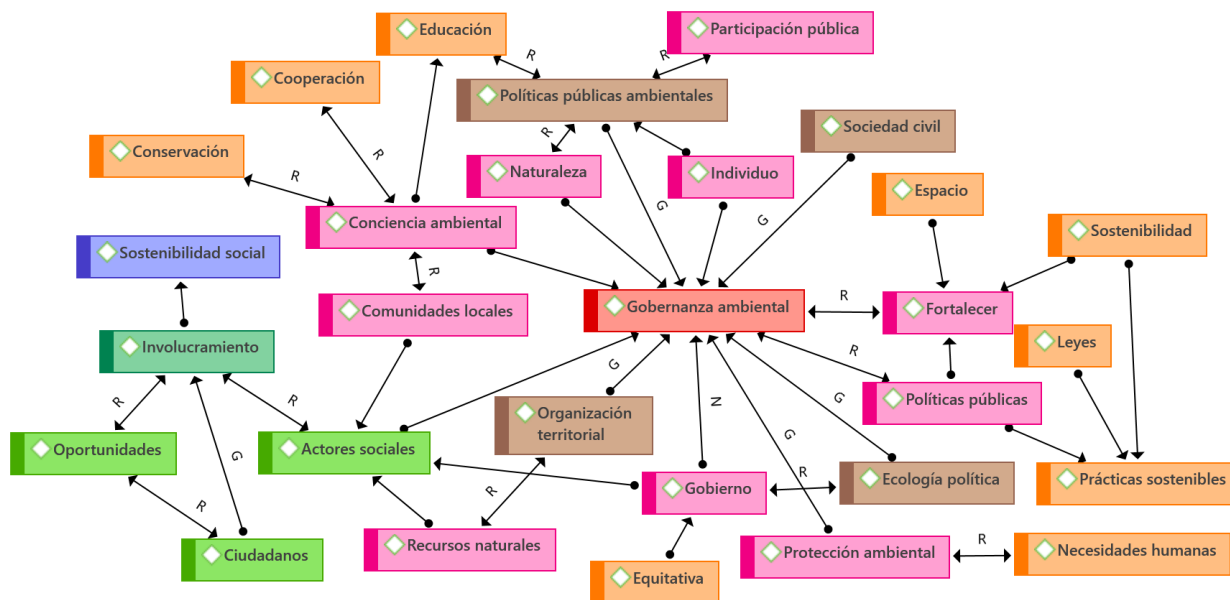 Educación
Participación pública
R
R
Cooperación
Políticas públicas ambientales
Sociedad civil
R
Conservación
R
Naturaleza
Individuo
R
Espacio
G
G
Conciencia ambiental
Sostenibilidad
Sostenibilidad social
R
Comunidades locales
Gobernanza ambiental
R
Fortalecer
Involucramiento
Leyes
G
R
R
R
Políticas públicas
N
Organización
territorial
G
Oportunidades
Actores sociales
G
G
Gobierno
R
Ecología política
Prácticas sostenibles
R
R
Ciudadanos
Recursos naturales
Protección ambiental
R
Necesidades humanas
Equitativa